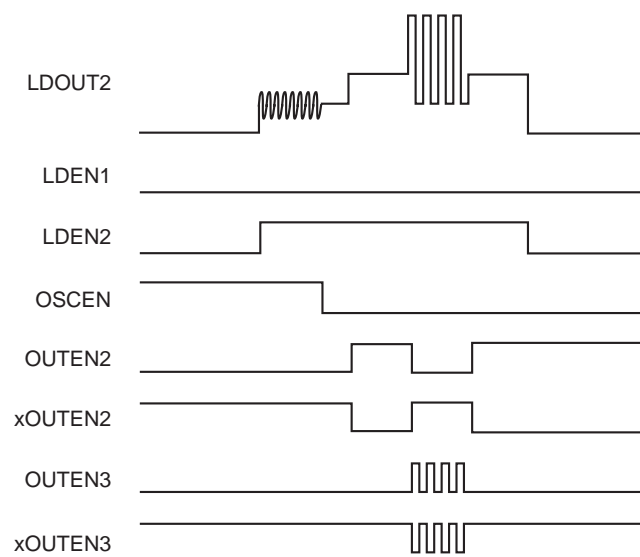 LDOUT2
LDEN1
LDEN2
OSCEN
OUTEN2
xOUTEN2
OUTEN3
xOUTEN3